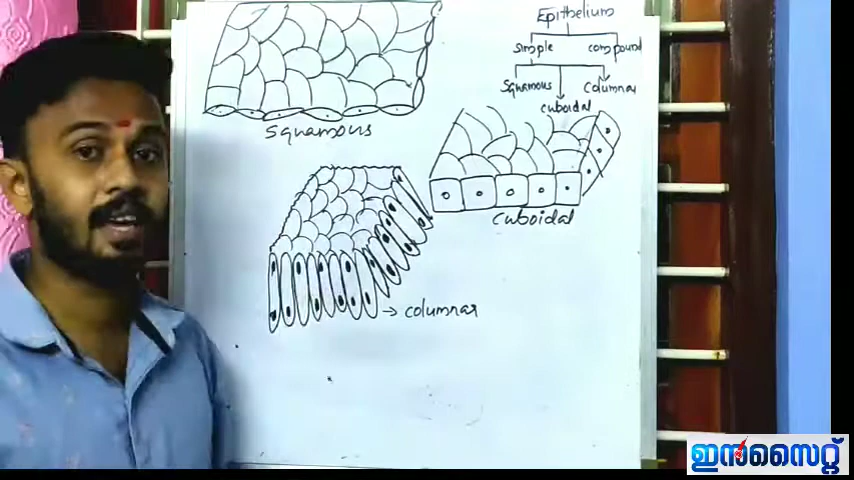 Epithelium
simple compound
Squamous cuboidal Columnar
squamous
cuboidal
→ columnar
ഇൻസൈറ്റ്